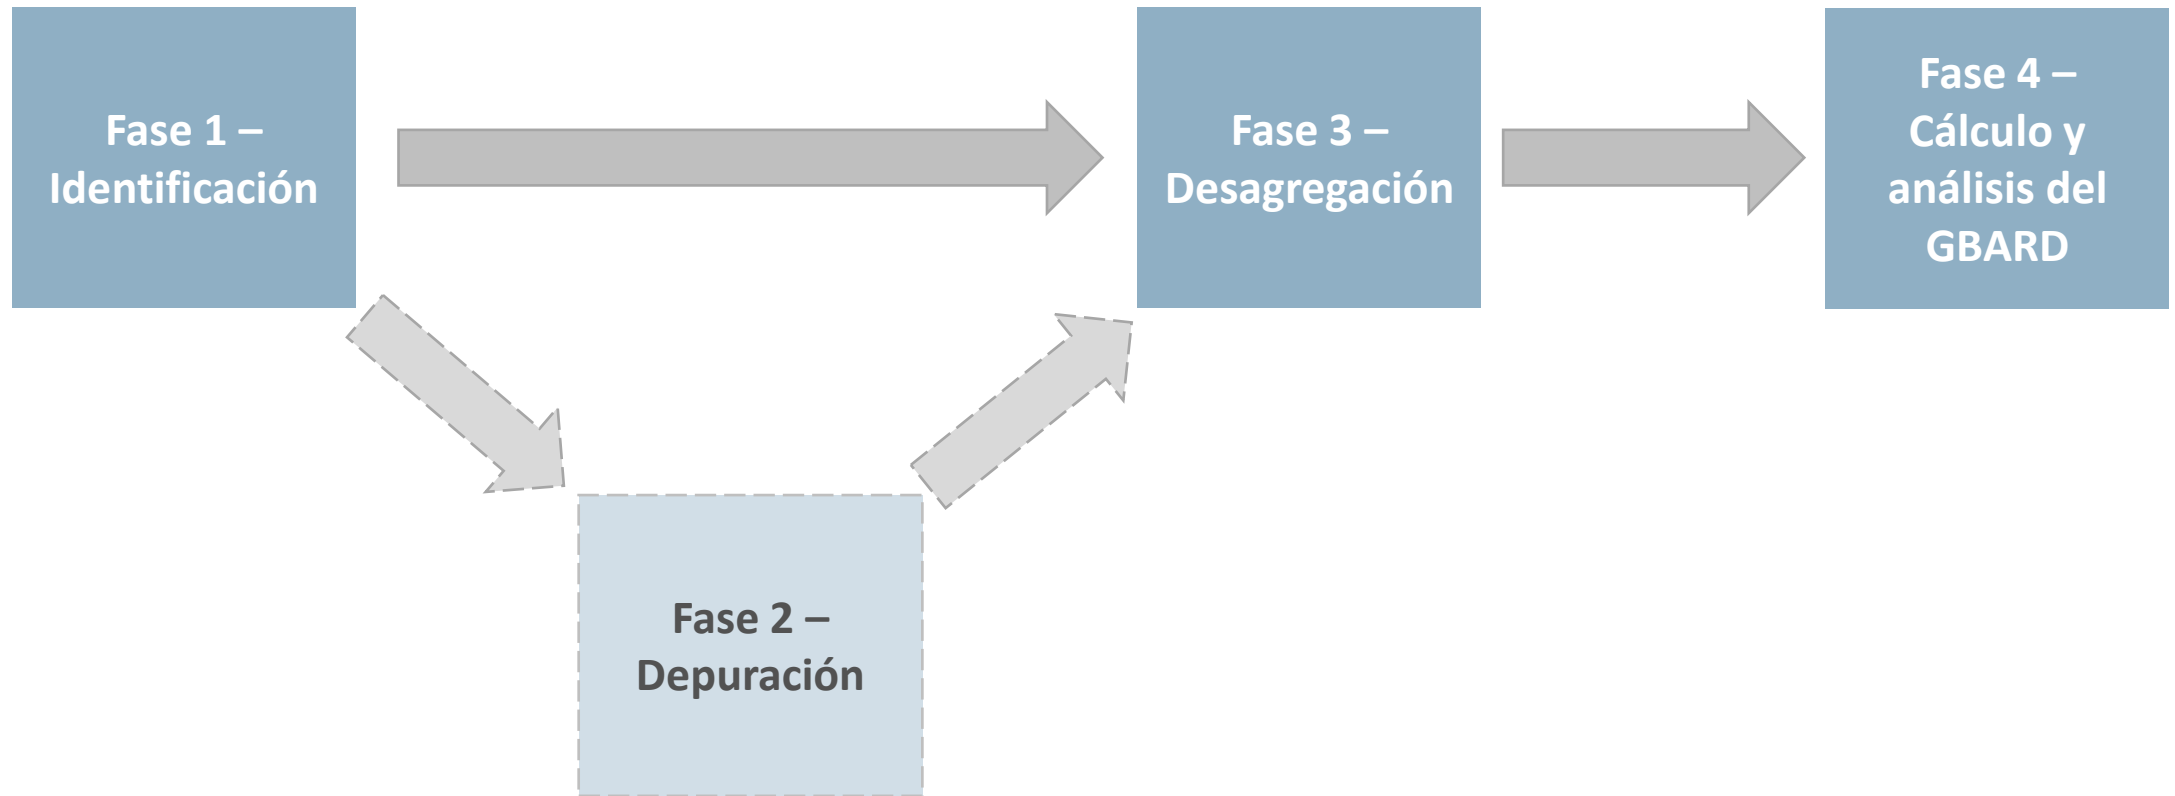 Fase 1 –
Identificación
Fase 3 –
Desagregación
Fase 4 –
Cálculo y
análisis del
GBARD
Fase 2 –
Depuración